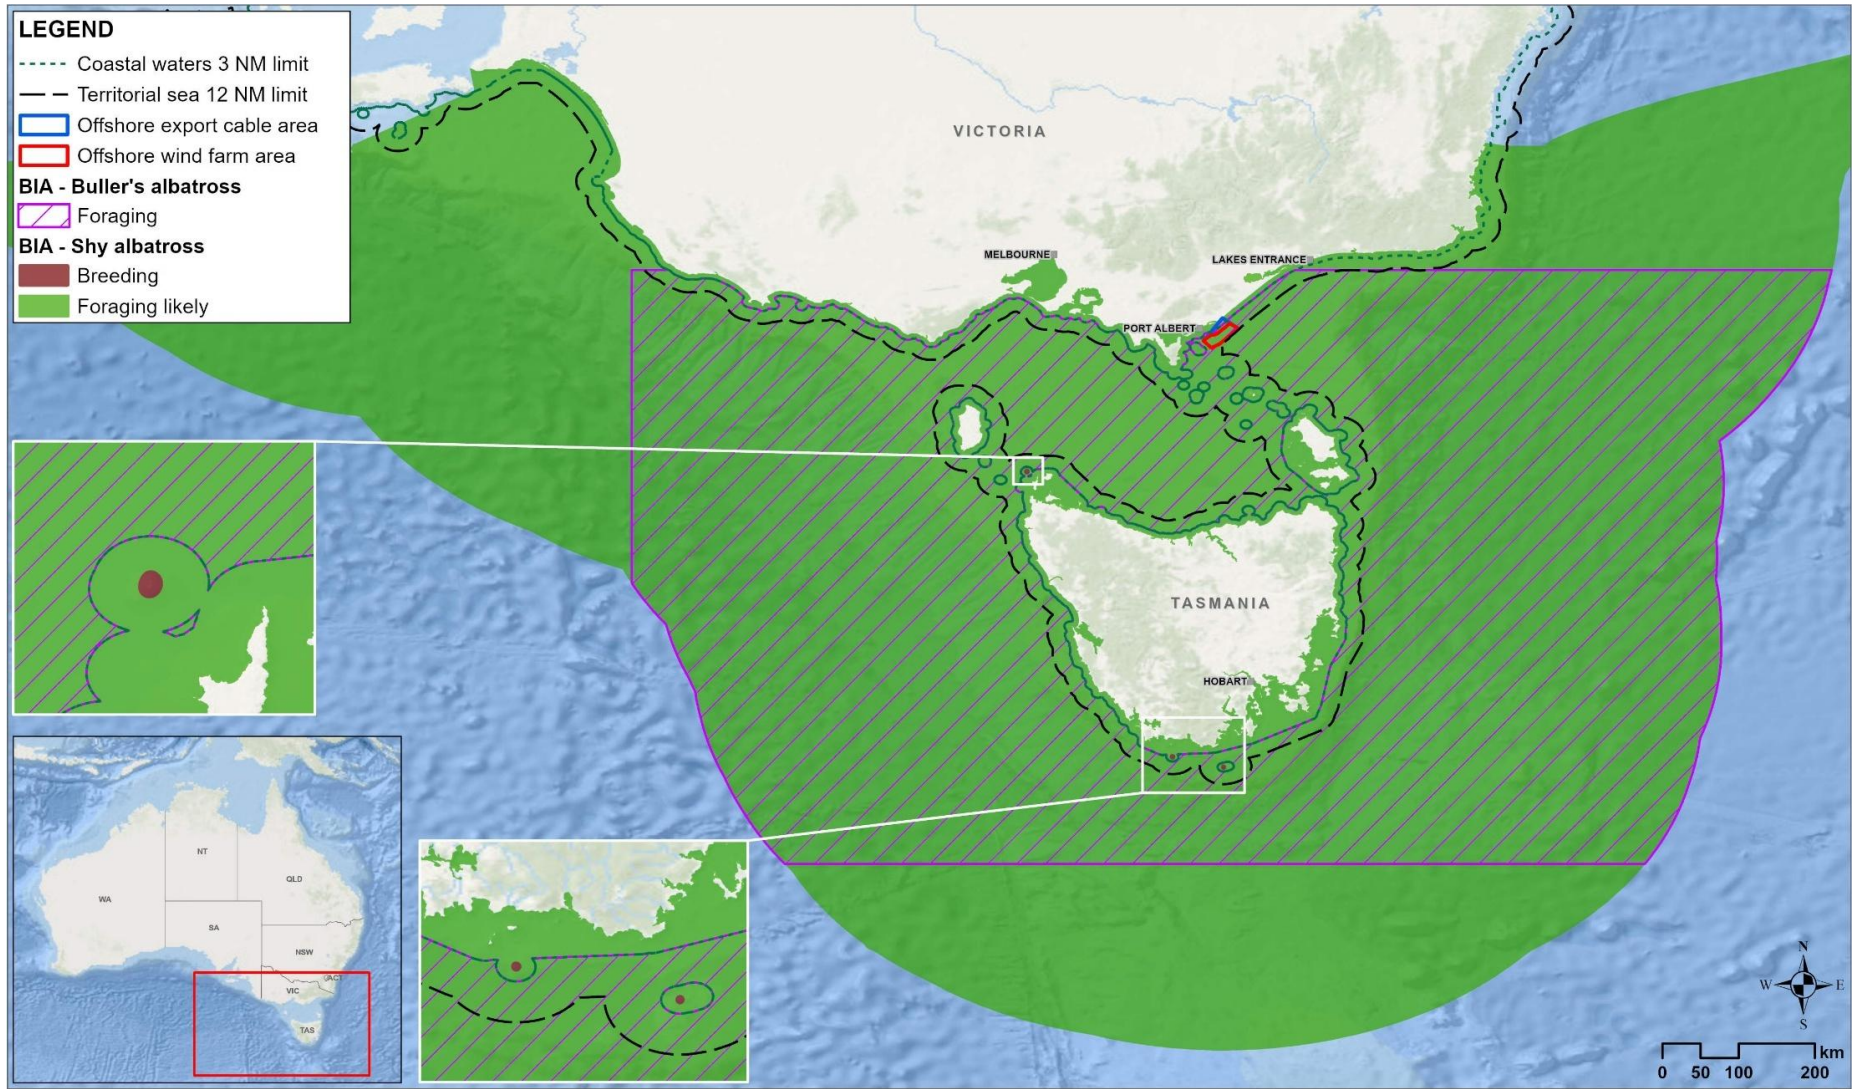 LEGEND
Coastal waters 3 NM limit
Territorial sea 12 NM limit
Offshore export cable area
Offshore wind farm area
BIA - Buller's albatross
Foraging
BIA - Shy albatross
Breeding
Foraging likely
VICTORIA
MELBOURNE
LAKES ENTRANCE
PORT ALBERT
TASMANIA
HOBART
NT
QLD
WA
SA
NSW
ACT
VIC
TAS
N
W E
S
km
0 50 100 200